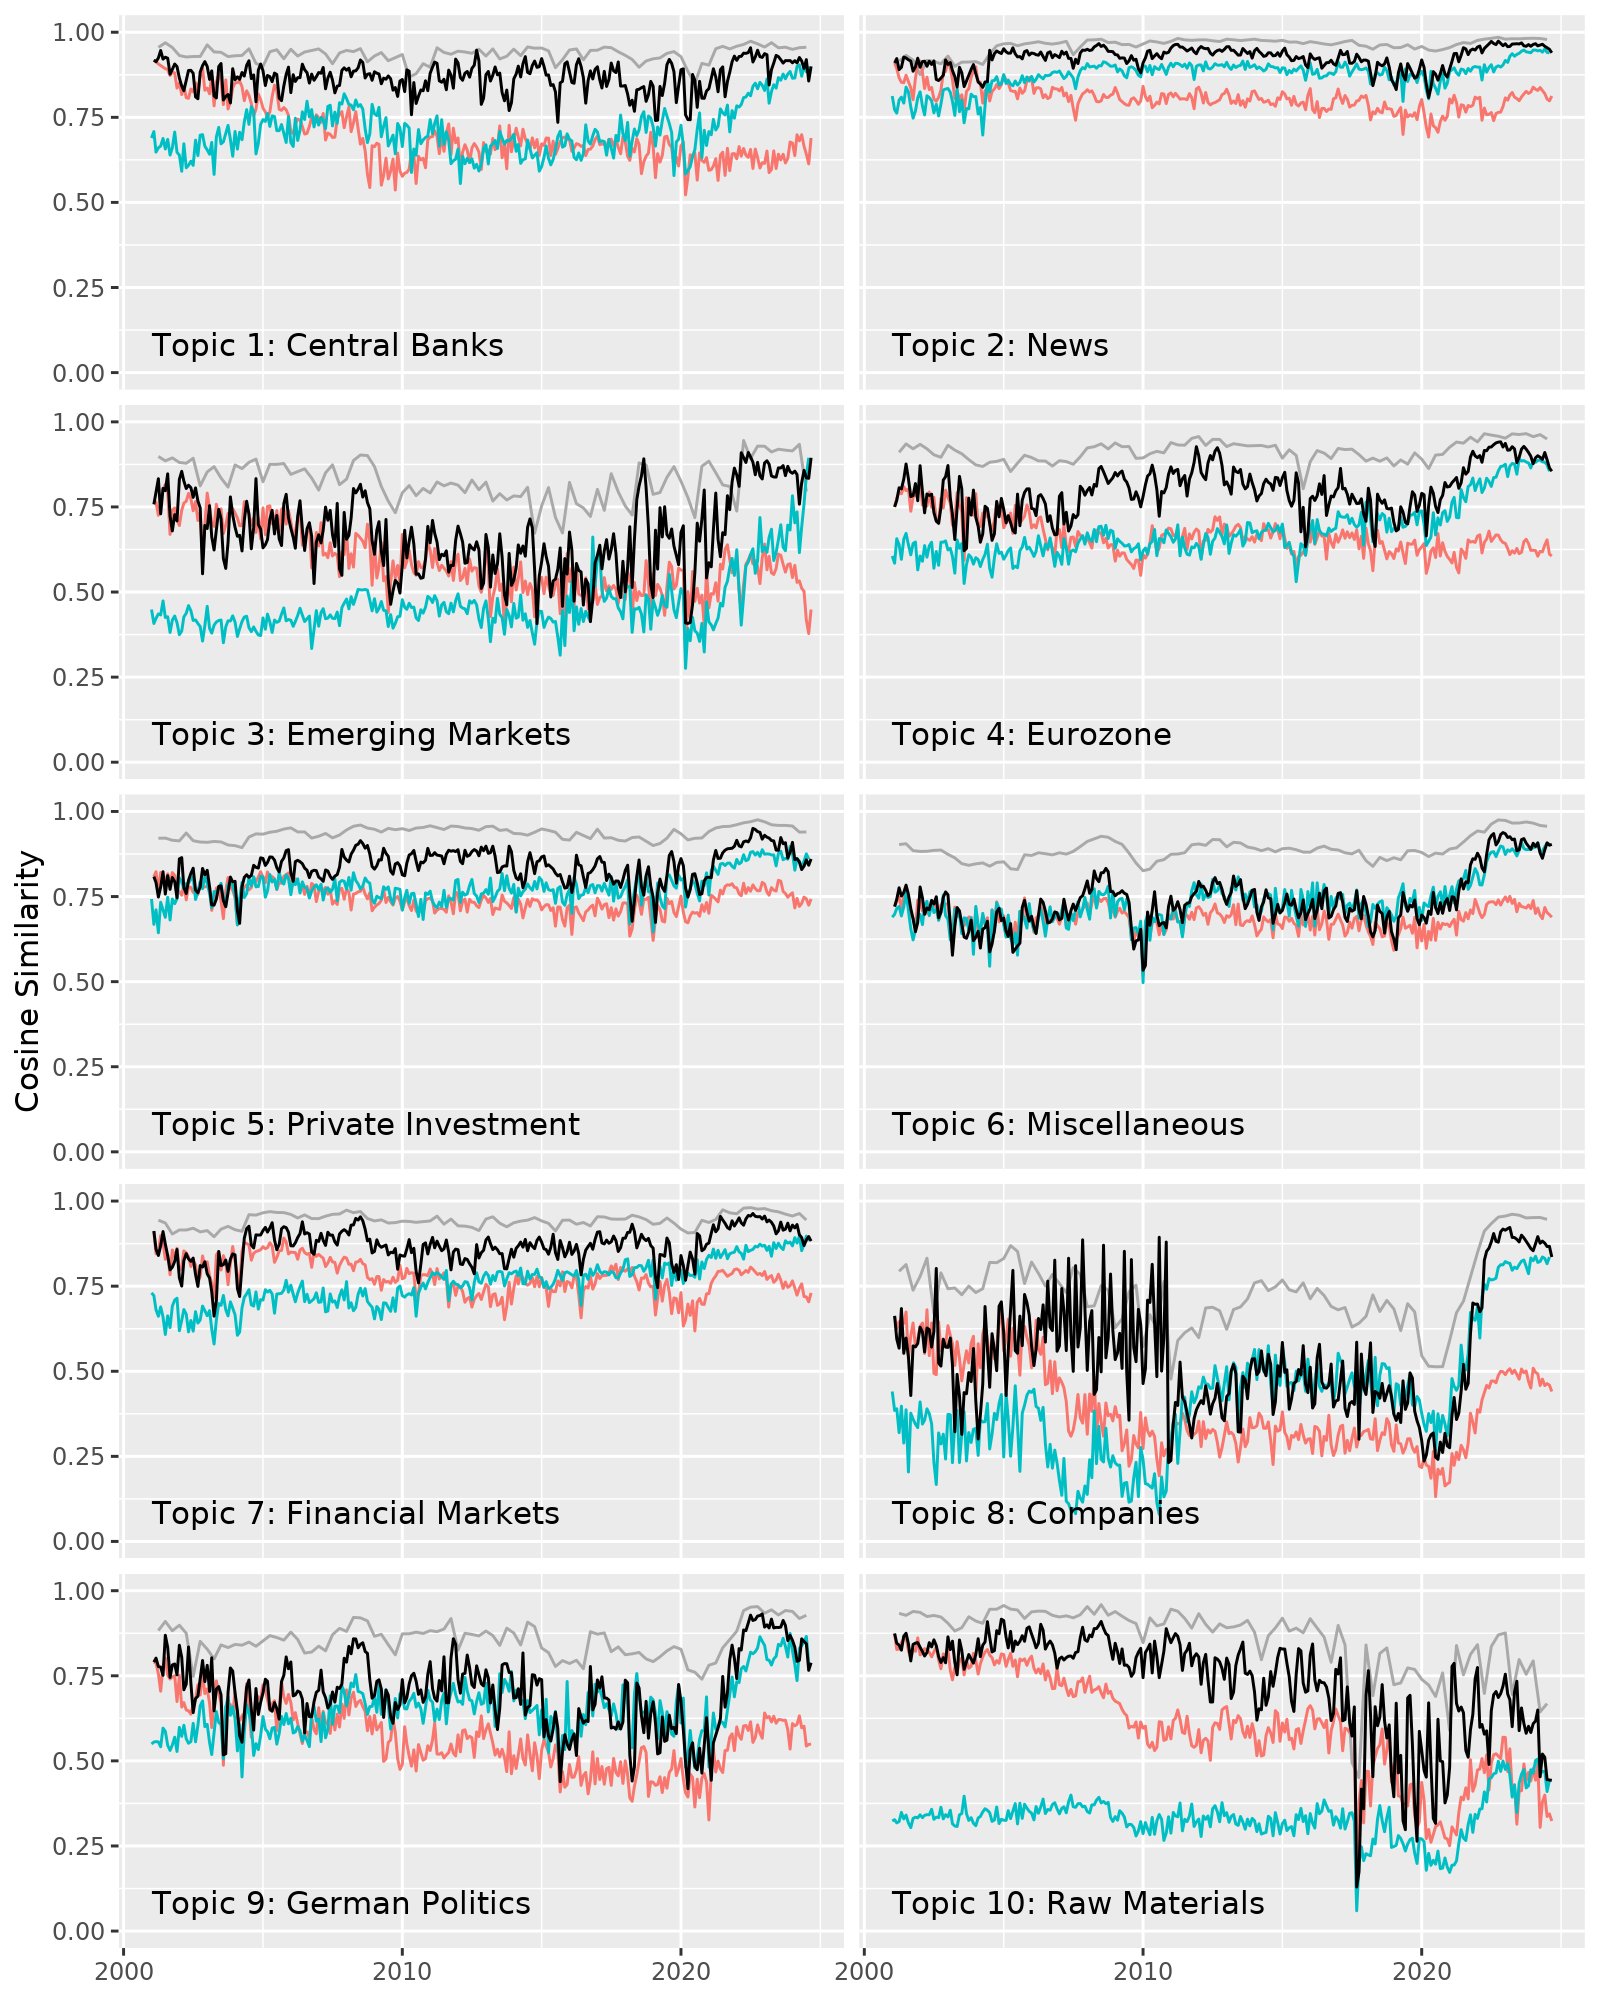 1.00
0.75
0.50
0.25
0.00
Topic 1: Central Banks
Topic 2: News
1.00
0.75
0.50
0.25
0.00
Topic 3: Emerging Markets
Topic 4: Eurozone
Cosine Similarity
1.00
0.75
0.50
0.25
0.00
Topic 5: Private Investment
Topic 6: Miscellaneous
1.00
0.75
0.50
0.25
0.00
Topic 7: Financial Markets
Topic 8: Companies
1.00
0.75
0.50
0.25
0.00
Topic 9: German Politics
Topic 10: Raw Materials
2000 2010 2020 2000 2010 2020